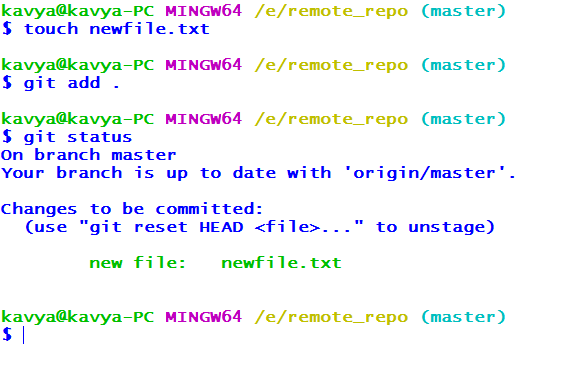 kavya@kavya-PC MINGW64 /e/remote_repo (master)
$ touch newfile.txt
kavya@kavya-PC MINGW64 /e/remote_repo (master)
$ git add .
kavya@kavya-PC MINGW64 /e/remote_repo (master)
$ git status
On branch master
Your branch is up to date with 'origin/master'.
Changes to be committed:
(use "git reset HEAD <file>..." to unstage)
new file: newfile.txt
kavya@kavya-PC MINGW64 /e/remote_repo (master)
$